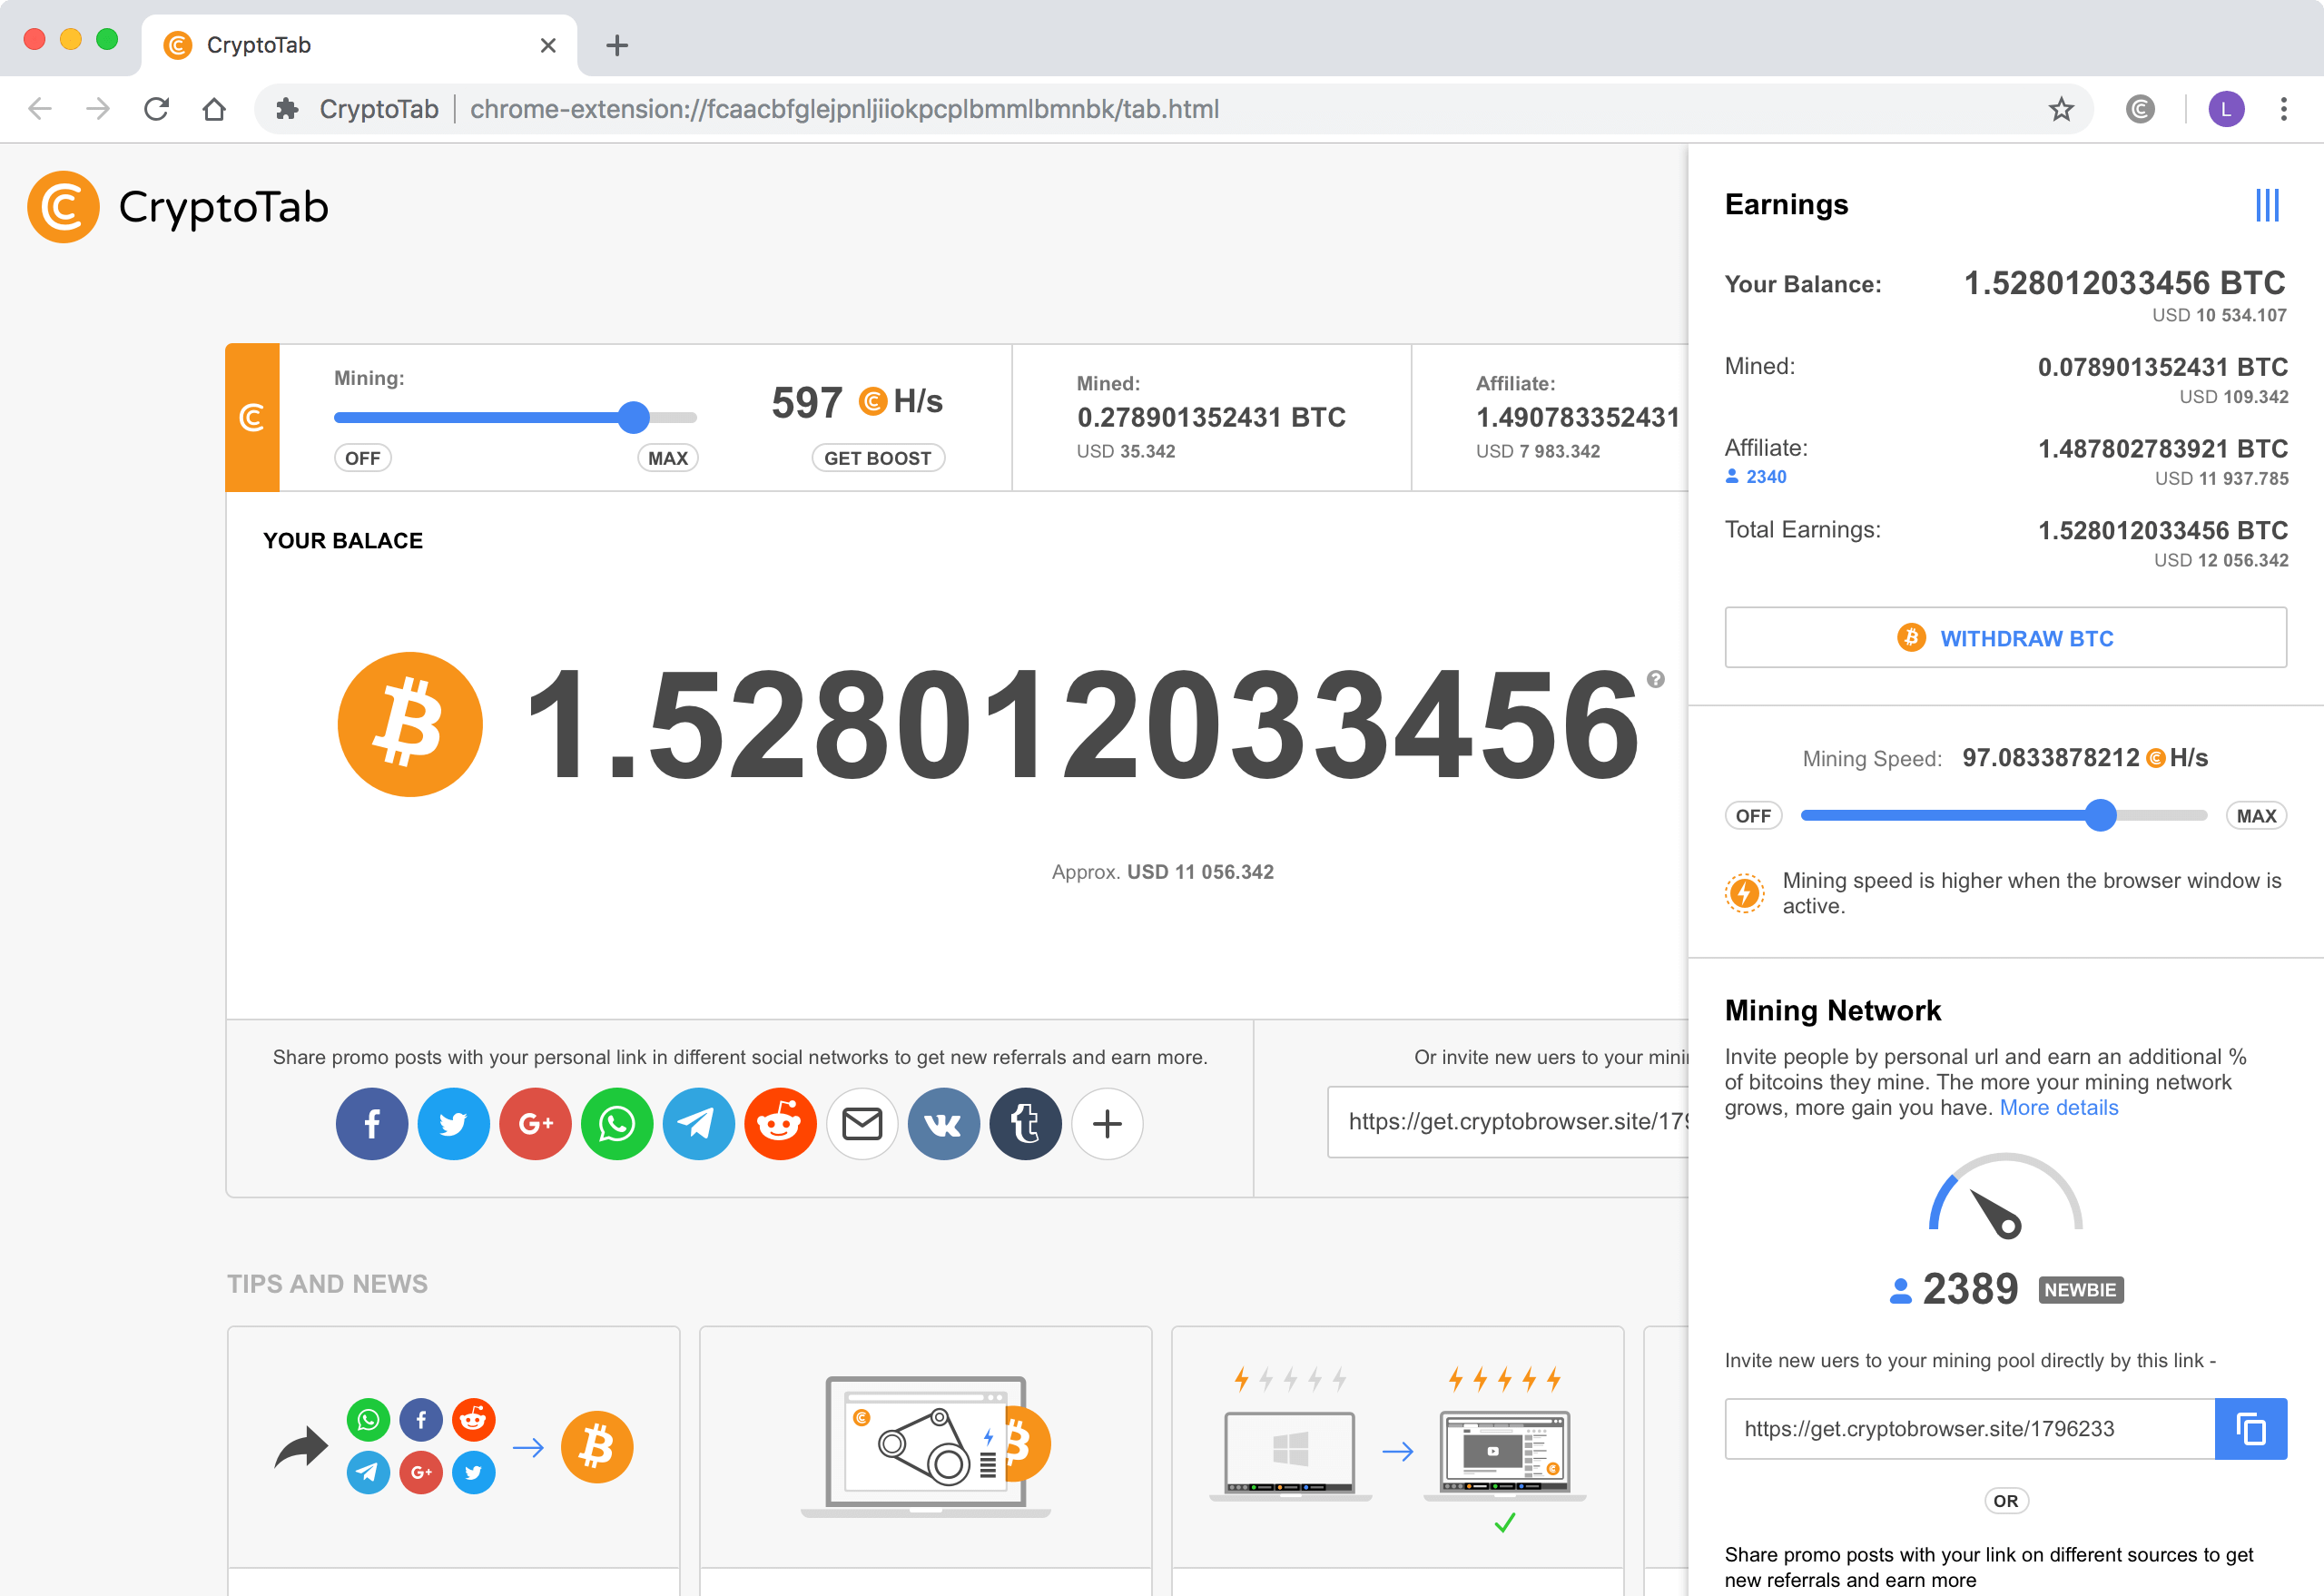 CryptoTab
CryptoTab
chrome-extension://fcaacbfglejpnljiiokpcplbmmlbmnbk/tab.html
L
CryptoTab
Mining:
597 H/s
OFF
MAX
GET BOOST
Mined:
0.278901352431 BTC
USD 35.342
Affiliate:
1.490783352431
USD 7 983.342
YOUR BALACE
1.528012033456
?
Approx. USD 11 056.342
Share promo posts with your personal link in different social networks to get new referrals and earn more.
Or invite new uers to your
https://get.cryptobrowser.site/179
TIPS AND NEWS
Earnings
Your Balance: 1.528012033456 BTC
USD 10 534.107
Mined: 0.078901352431 BTC
USD 109.342
Affiliate: 1.487802783921 BTC
2340
USD 11 937.785
Total Earnings: 1.528012033456 BTC
USD 12 056.342
WITHDRAW BTC
Mining Speed: 97.0833878212 H/s
OFF
MAX
Mining speed is higher when the browser window is
active.
Mining Network
Invite people by personal url and earn an additional %
of bitcoins they mine. The more your mining network
grows, more gain you have. More details
2389 NEWBIE
Invite new uers to your mining pool directly by this link -
https://get.cryptobrowser.site/1796233
OR
Share promo posts with your link on different sources to get
new referrals and earn more